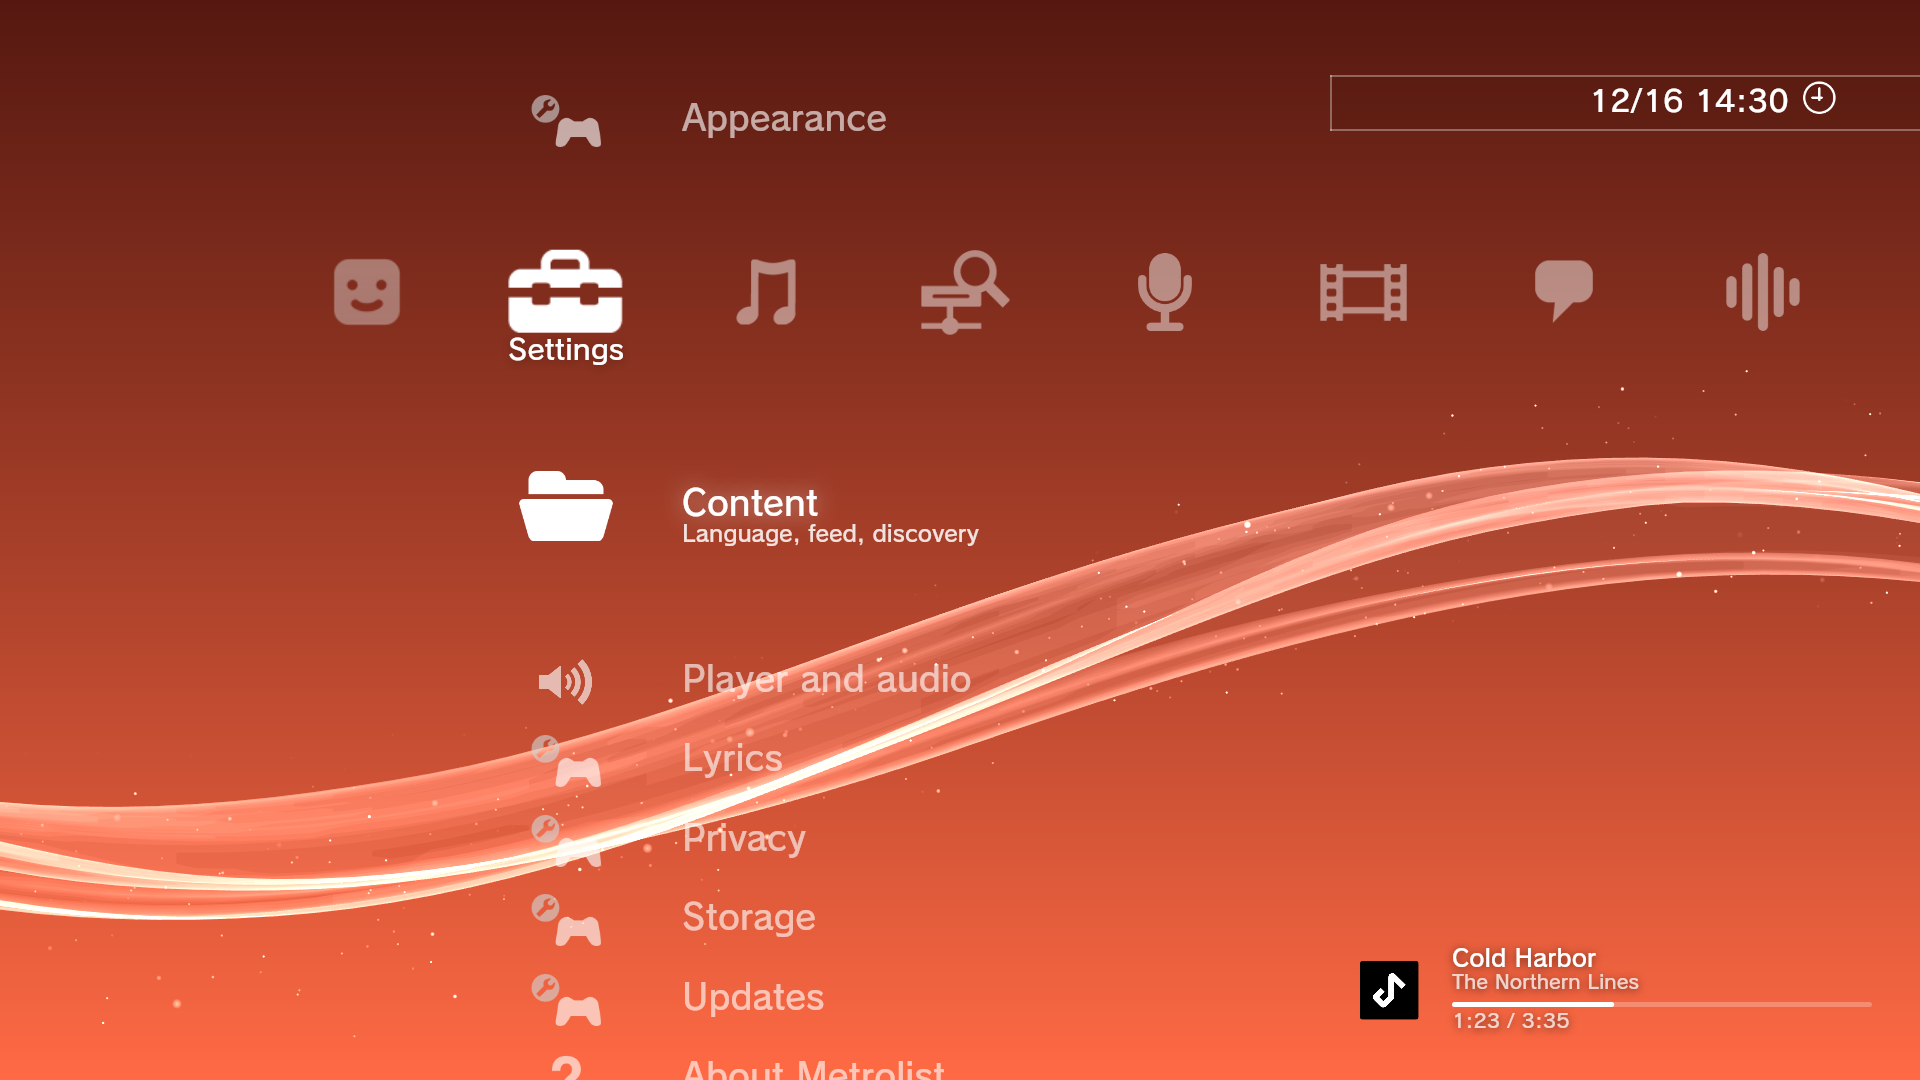 Appearance
12/16 14:30
Settings
Content
Language, feed, discovery
Player and audio
Lyrics
Privacy
Storage
Updates
About Metrolist
Cold Harbor
The Northern Lines
1:23 / 3:35